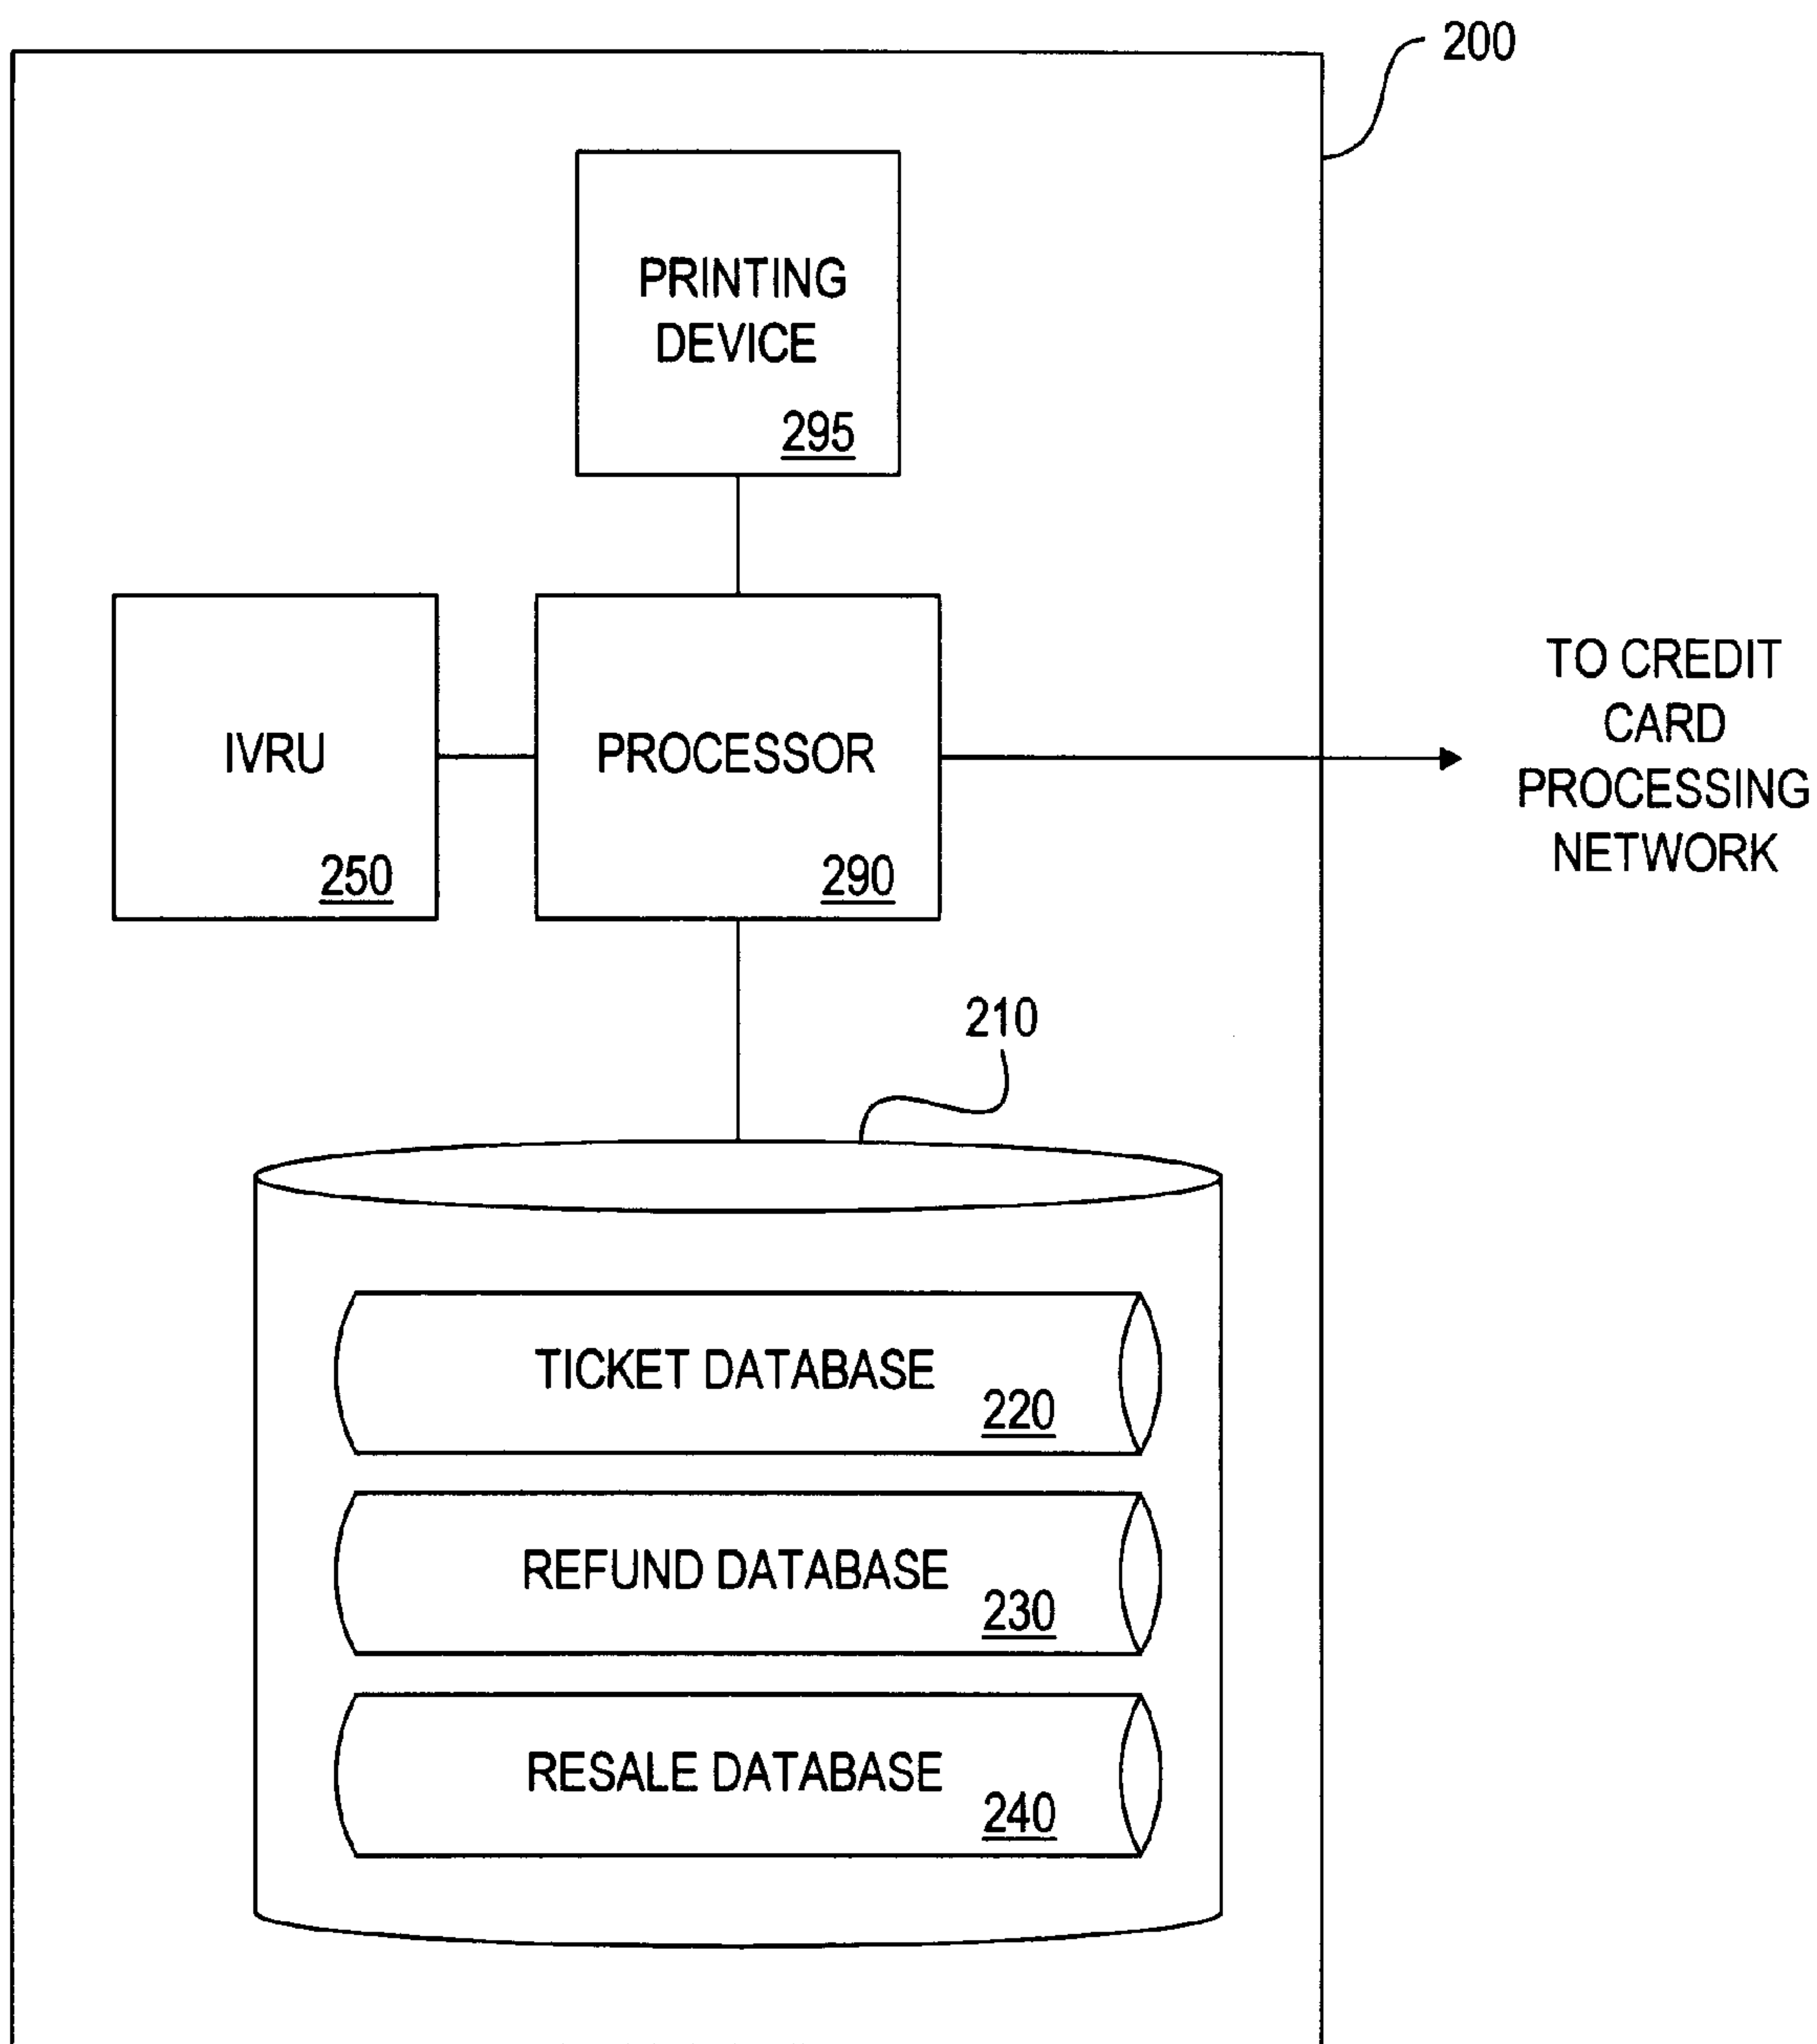 200
PRINTING
DEVICE
295
IVRU
250
PROCESSOR
290
TO CREDIT
CARD
PROCESSING
NETWORK
210
TICKET DATABASE
220
REFUND DATABASE
230
RESALE DATABASE
240